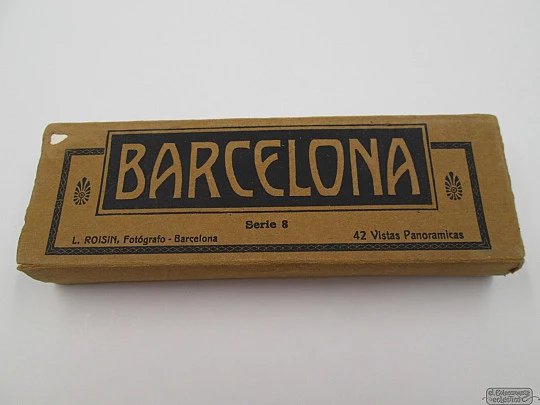 BARCELONA
Serie 8
L. ROISIN, Fotógrafo - Barcelona
42 Vistas Panoramicas